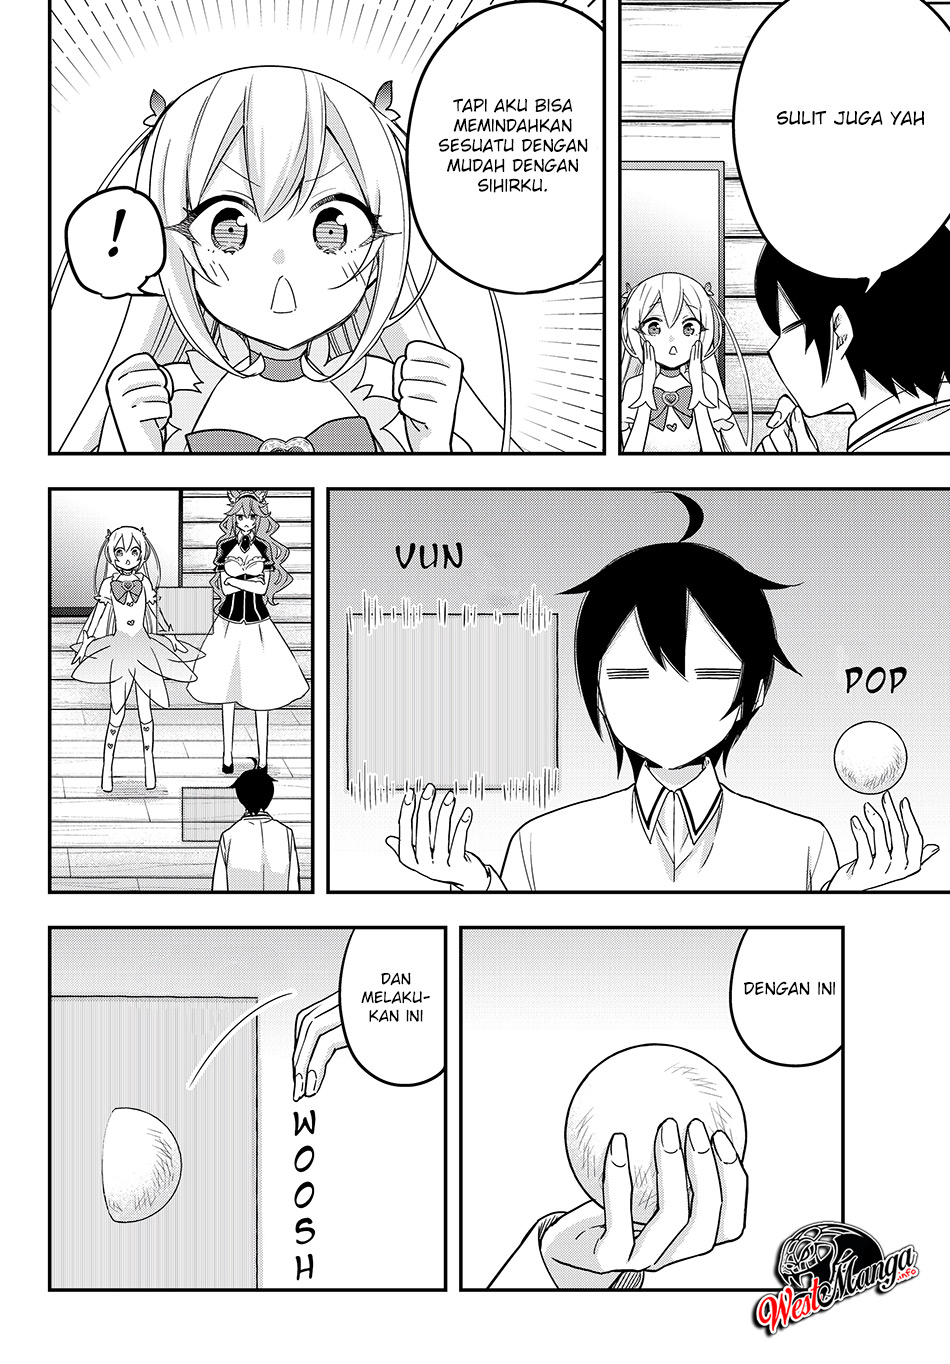 SULIT JUGA YAH
TAPI AKU BISA
MEMINDAHKAN
SESUATU DENGAN
MUDAH DENGAN
SIHIRKU.
!
POP
VUN
DENGAN INI
DAN
MELAKU-
KAN INI
WOOSH
WestManga
.info